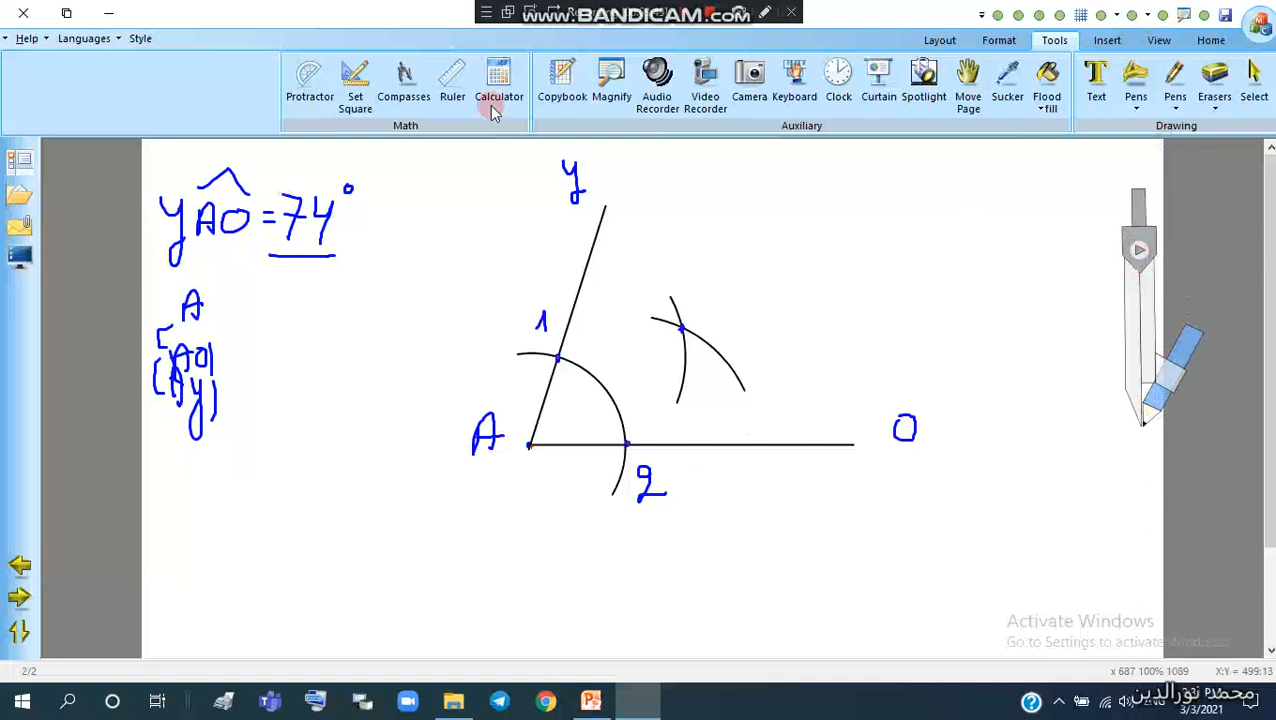 www.BANDICAM.com
Help
Languages
Style
Layout
Format
Tools
Insert
View
Home
Protractor
Set Square
Compasses
Ruler
Calculator
Copybook
Magnify
Audio Recorder
Video Recorder
Camera
Keyboard
Clock
Curtain
Spotlight
Move Page
Sucker
Flood fill
Text
Pens
Pens
Erasers
Select
Math
Auxiliary
Drawing
yAO = 74°
A
[AO)
[Ay)
y
1
A
2
O
Activate Windows
Go to Settings to activate Windows.
2/2
x 687 100% 1089
X:Y= 499:13
ENG
محمد نورالدين
3/3/2021